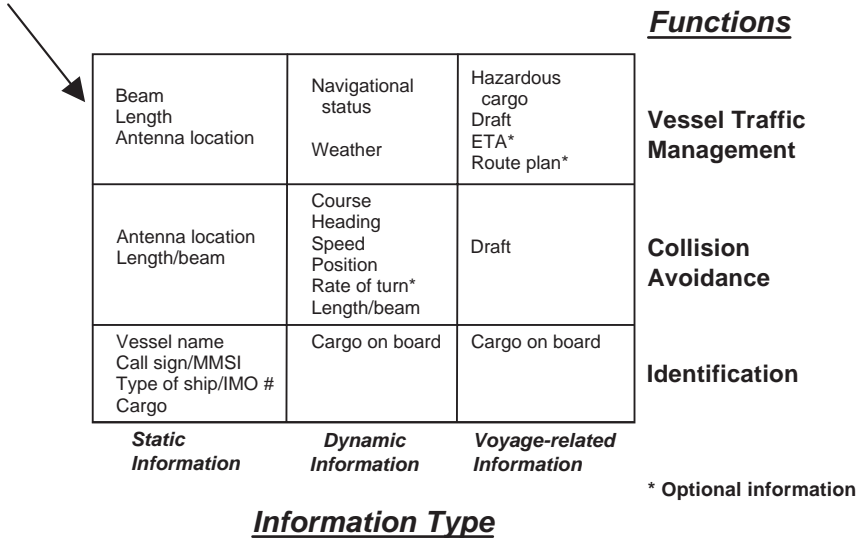 Functions
Beam
Length
Antenna location
Navigational
status
Weather
Hazardous
cargo
Draft
ETA*
Route plan*
Vessel Traffic
Management
Antenna location
Length/beam
Course
Heading
Speed
Position
Rate of turn*
Length/beam
Draft
Collision
Avoidance
Vessel name
Call sign/MMSI
Type of ship/IMO #
Cargo
Cargo on board
Cargo on board
Identification
Static
Information
Dynamic
Information
Voyage-related
Information
* Optional information
Information Type